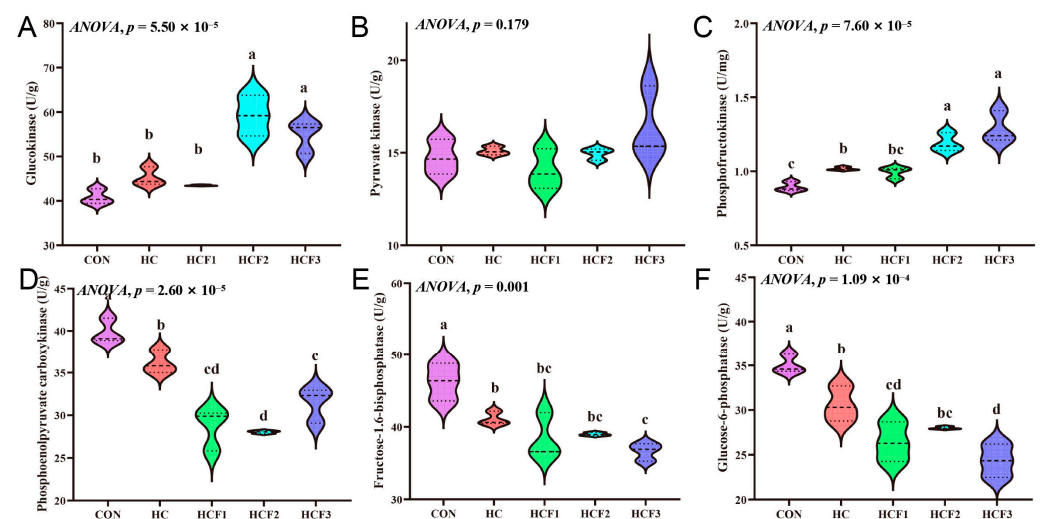 A
ANOVA, p = 5.50 × 10⁻⁵
Glucokinase (U/g)
80
70
60
50
40
30
b
b
b
a
a
CON HC HCF1 HCF2 HCF3
B
ANOVA, p = 0.179
Pyruvate kinase (U/g)
20
15
10
CON HC HCF1 HCF2 HCF3
C
ANOVA, p = 7.60 × 10⁻⁵
Phosphofructokinase (U/mg)
2.0
1.5
1.0
0.5
c
b
bc
a
a
CON HC HCF1 HCF2 HCF3
D
ANOVA, p = 2.60 × 10⁻⁵
Phosphoenolpyruvate carboxykinase (U/g)
45
40
35
30
25
20
a
b
cd
d
c
CON HC HCF1 HCF2 HCF3
E
ANOVA, p = 0.001
Fructose-1,6-bisphosphatase (U/g)
60
50
40
30
a
b
bc
bc
c
CON HC HCF1 HCF2 HCF3
F
ANOVA, p = 1.09 × 10⁻⁴
Glucose-6-phosphatase (U/g)
45
40
35
30
25
20
a
b
cd
bc
d
CON HC HCF1 HCF2 HCF3